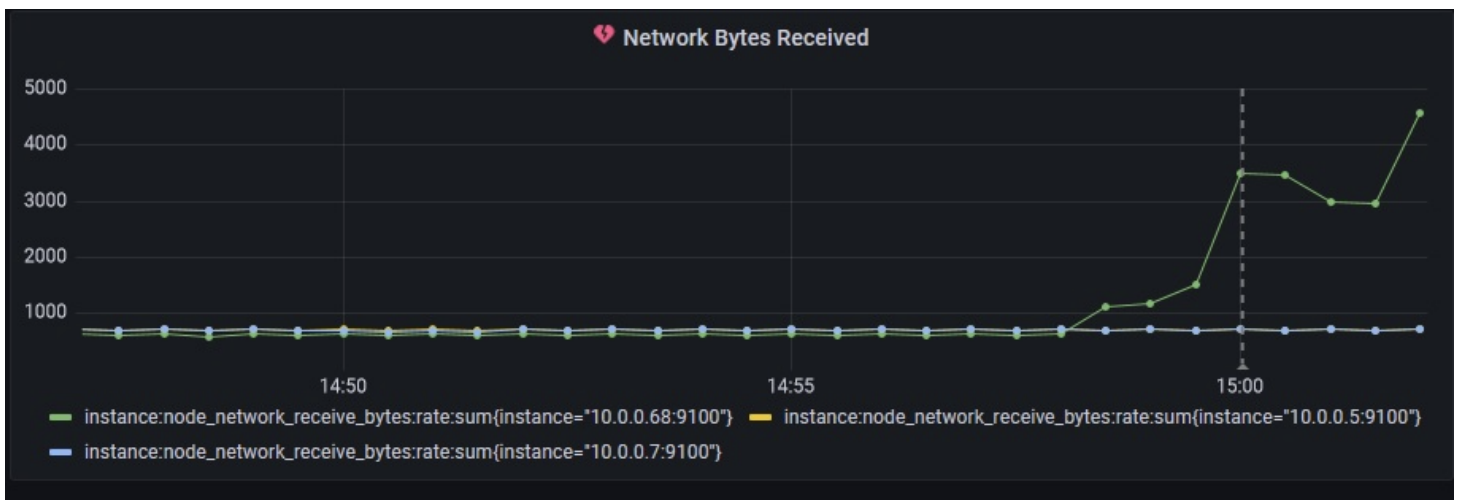 Network Bytes Received
5000
4000
3000
2000
1000
14:50 14:55 15:00
instance:node_network_receive_bytes:rate:sum{instance="10.0.0.68:9100"} instance:node_network_receive_bytes:rate:sum{instance="10.0.0.5:9100"}
instance:node_network_receive_bytes:rate:sum{instance="10.0.0.7:9100"}